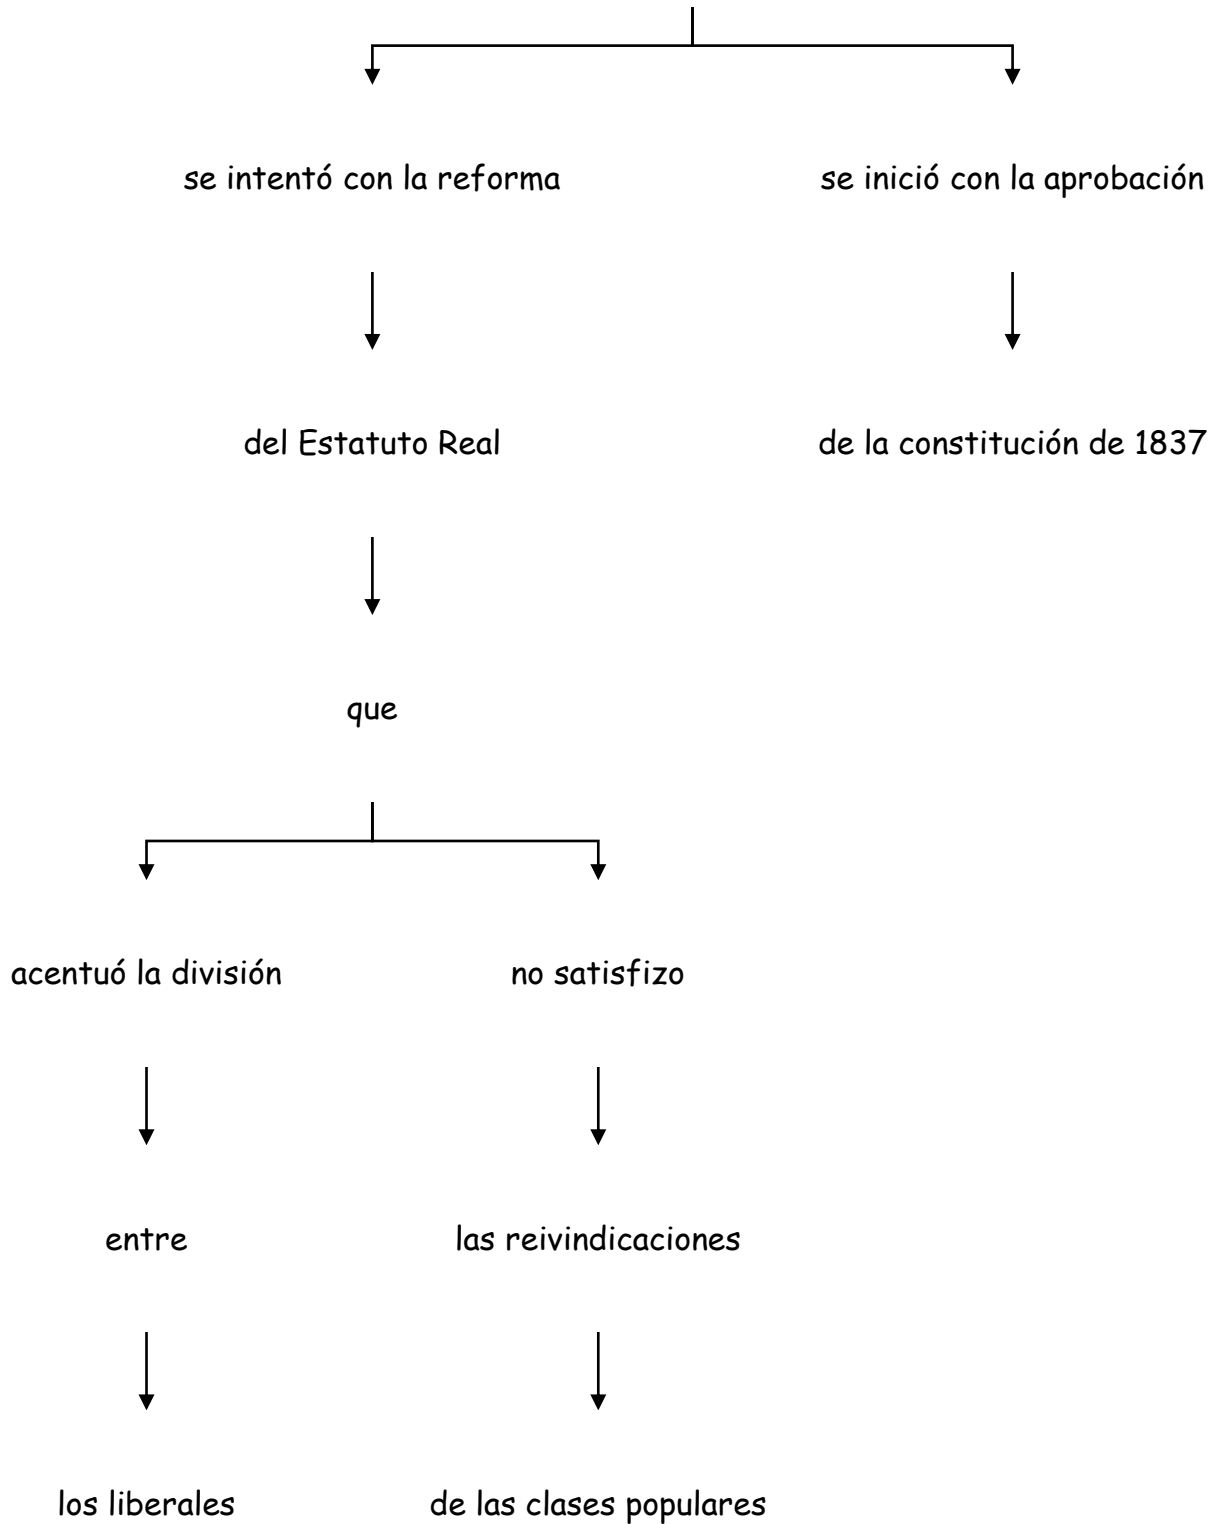 se intentó con la reforma
se inició con la aprobación
del Estatuto Real
de la constitución de 1837
que
acentuó la división
no satisfizo
entre
las reivindicaciones
los liberales
de las clases populares